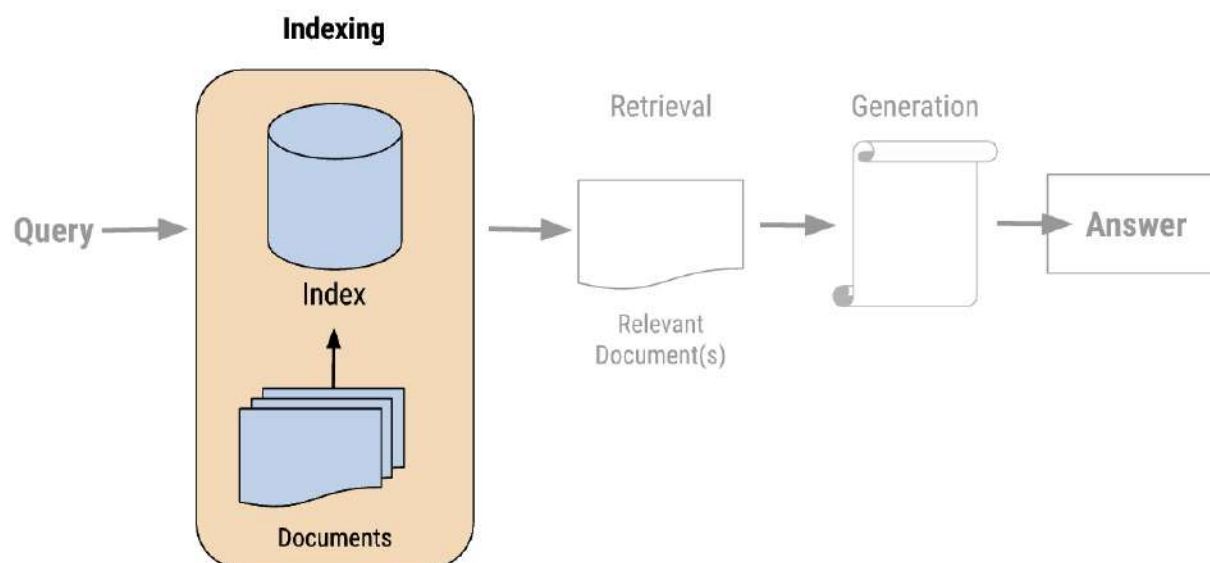 Indexing
Retrieval
Generation
Query
Answer
Index
Relevant
Document(s)
Documents